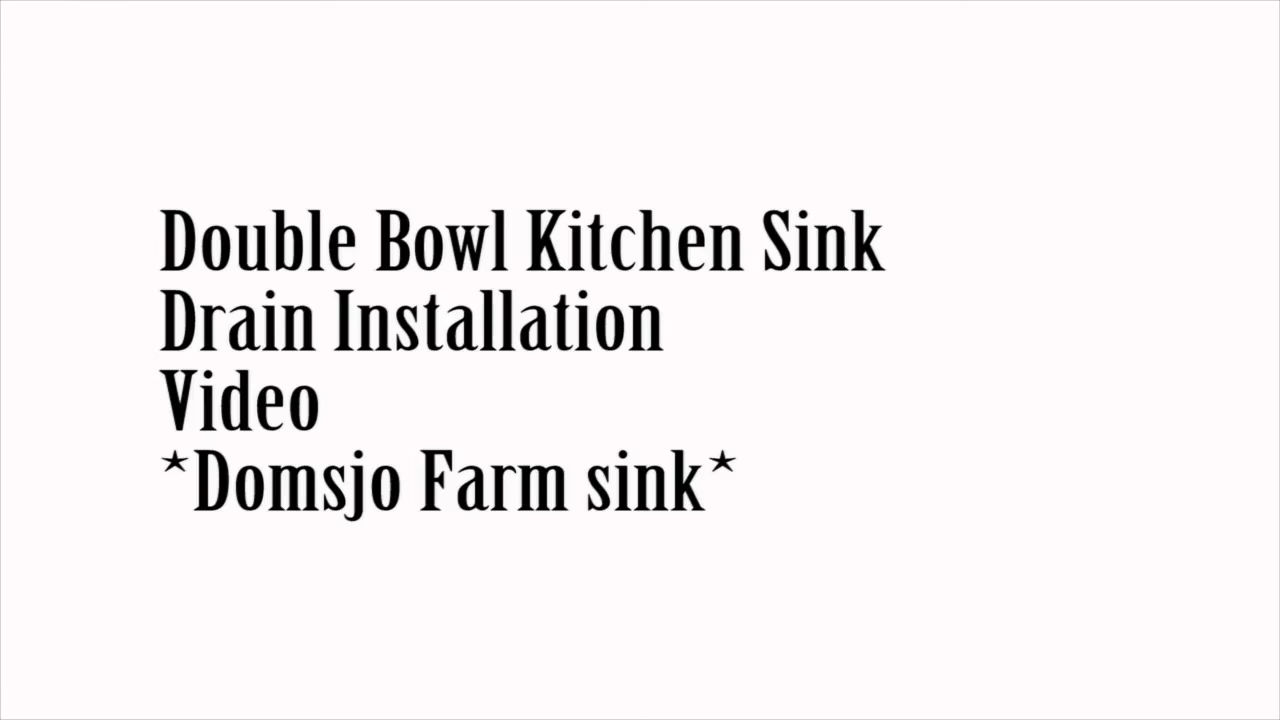 Double Bowl Kitchen Sink
Drain Installation
Video
*Domsjo Farm sink*